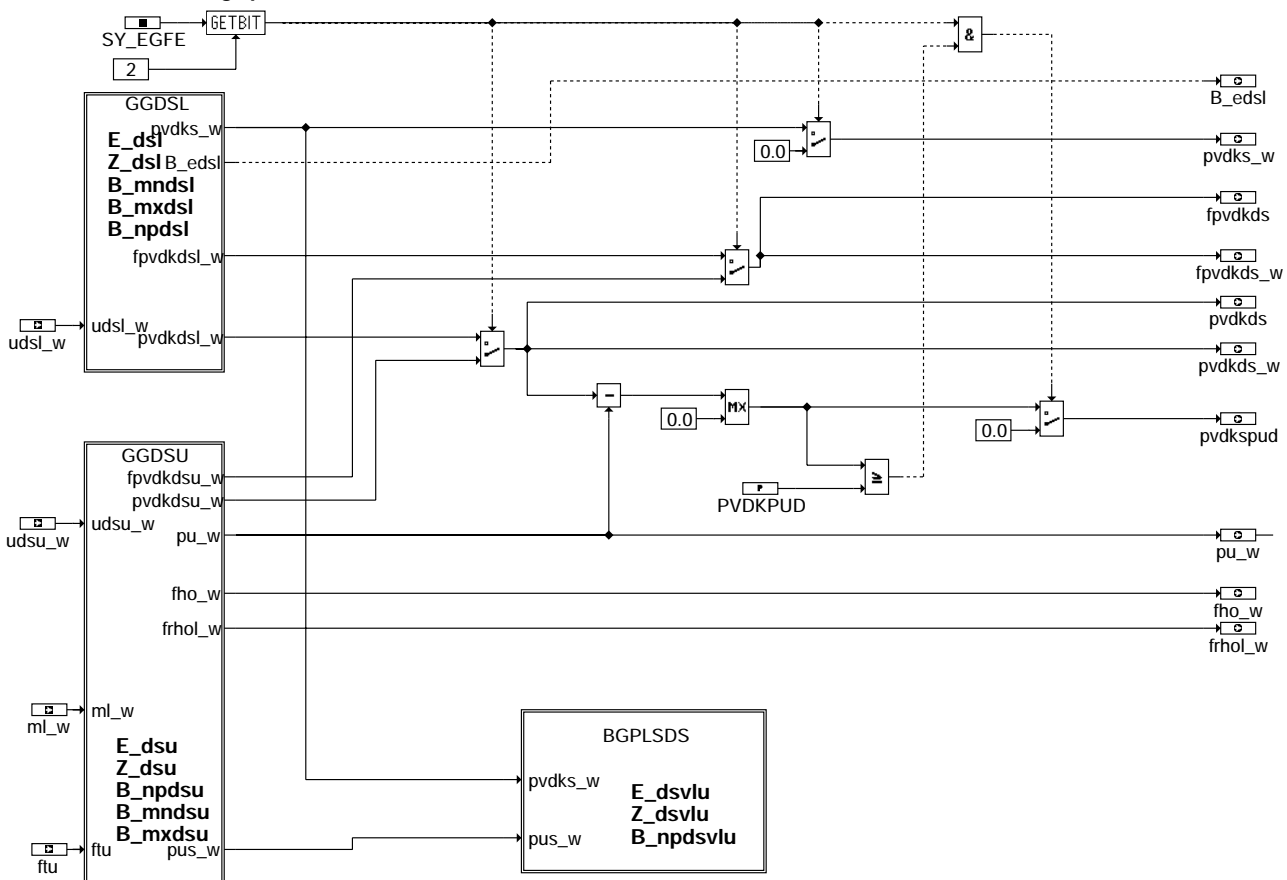 GETBIT
SY_EGFE
2
&
B_edsl
GGDSL
pvdks_w
E_dsl
Z_dsl B_edsl
B_mndsl
B_mxdsl
B_npdsl
0.0
pvdks_w
fpvdkds
fpvdkdsl_w
fpvdkds_w
pvdkds
udsl_w
udsl_w
pvdkdsl_w
pvdkds_w
-
MX
0.0
0.0
pvdkspud
GGDSU
fpvdkdsu_w
pvdkdsu_w
P
PVDKPUD
≥
udsu_w
udsu_w
pu_w
pu_w
fho_w
fho_w
frhol_w
frhol_w
ml_w
ml_w
BGPLSDS
E_dsu
Z_dsu
B_npdsu
B_mndsu
B_mxdsu
pvdks_w
E_dsvlu
Z_dsvlu
B_npdsvlu
pus_w
ftu
ftu
pus_w